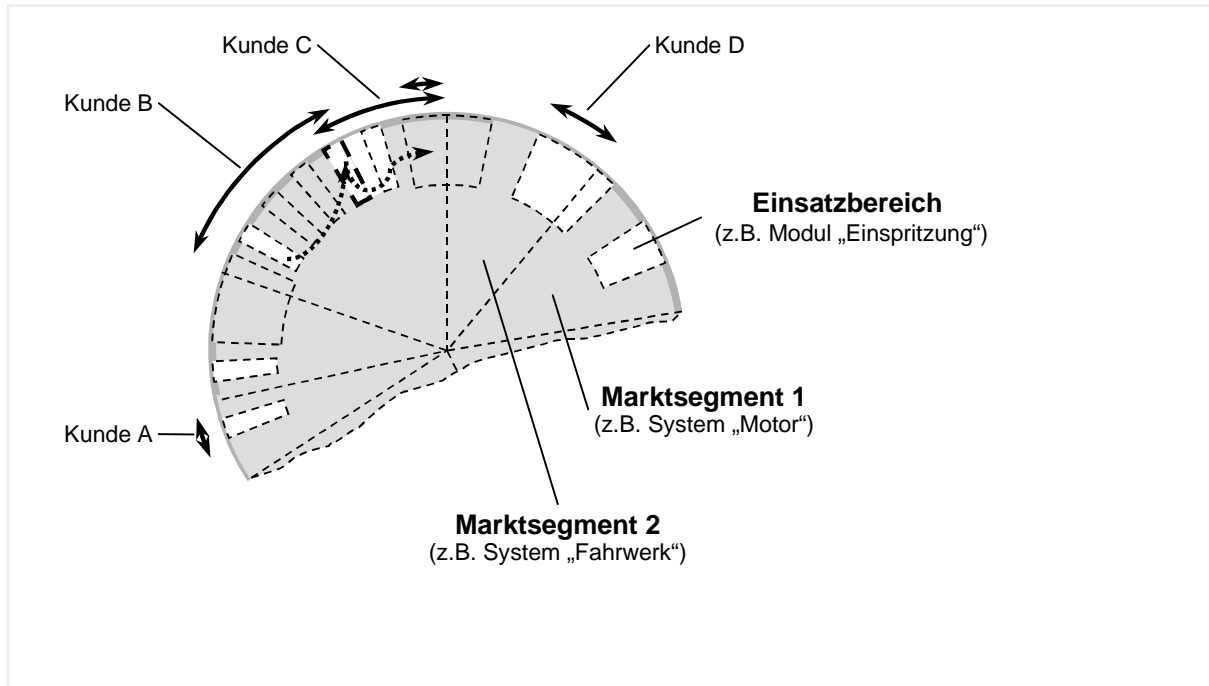 Kunde C
Kunde D
Kunde B
Einsatzbereich
(z.B. Modul „Einspritzung“)
Marktsegment 1
(z.B. System „Motor“)
Kunde A
Marktsegment 2
(z.B. System „Fahrwerk“)